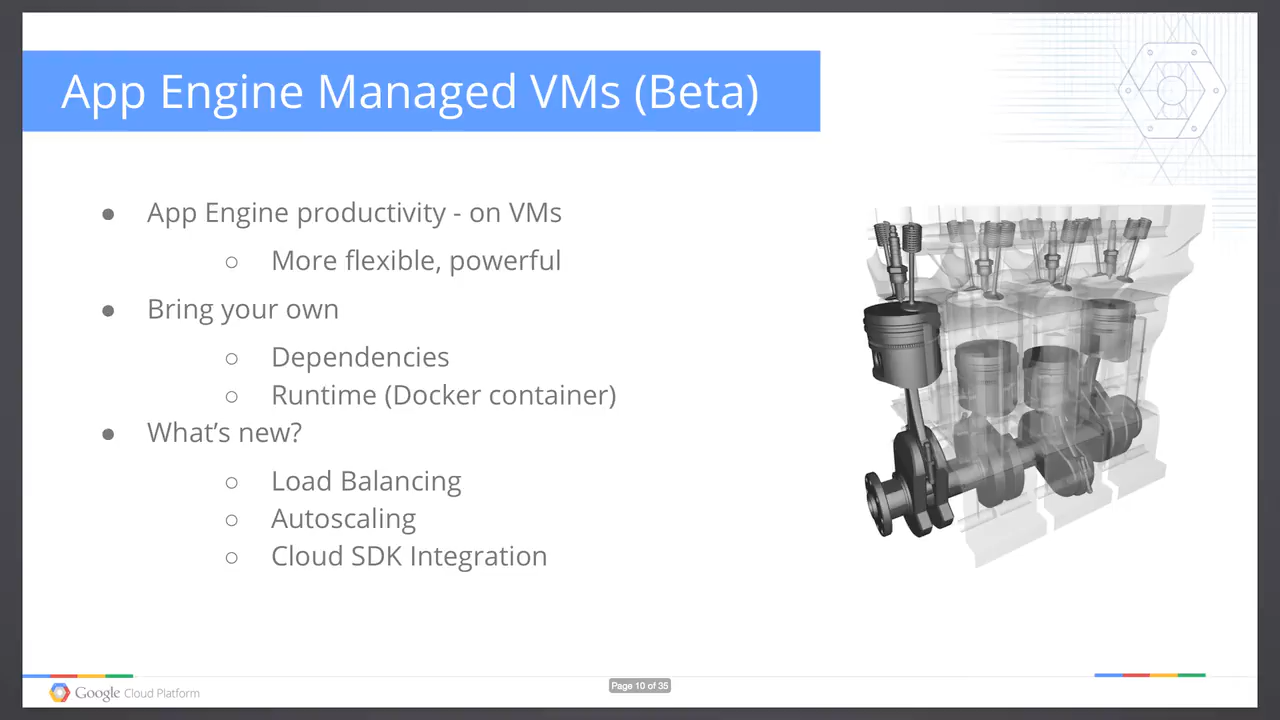 App Engine Managed VMs (Beta)
● App Engine productivity - on VMs
○ More flexible, powerful
● Bring your own
○ Dependencies
○ Runtime (Docker container)
● What’s new?
○ Load Balancing
○ Autoscaling
○ Cloud SDK Integration
Google Cloud Platform
Page 10 of 35